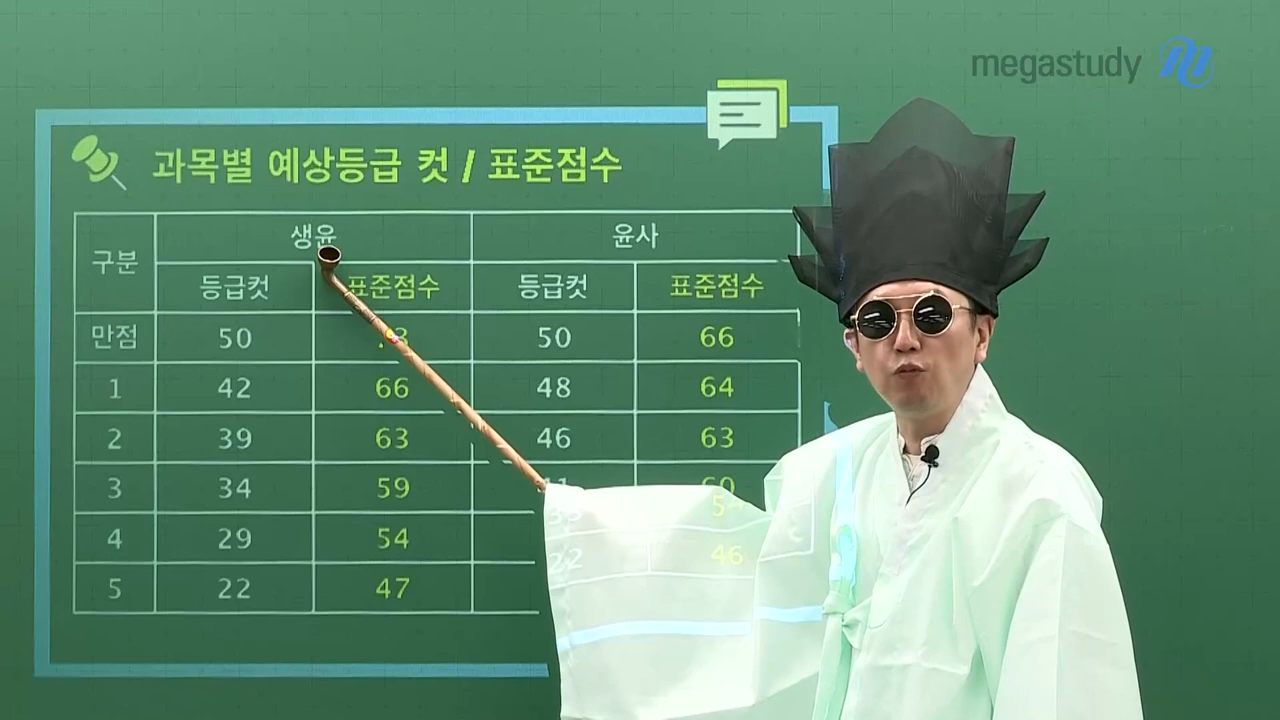 megastudy
과목별 예상등급 컷 / 표준점수
구분 생윤 윤사
등급컷 표준점수 등급컷 표준점수
만점 50 50 66
1 42 66 48 64
2 39 63 46 63
3 34 59 60
4 29 54
5 22 47 22 46